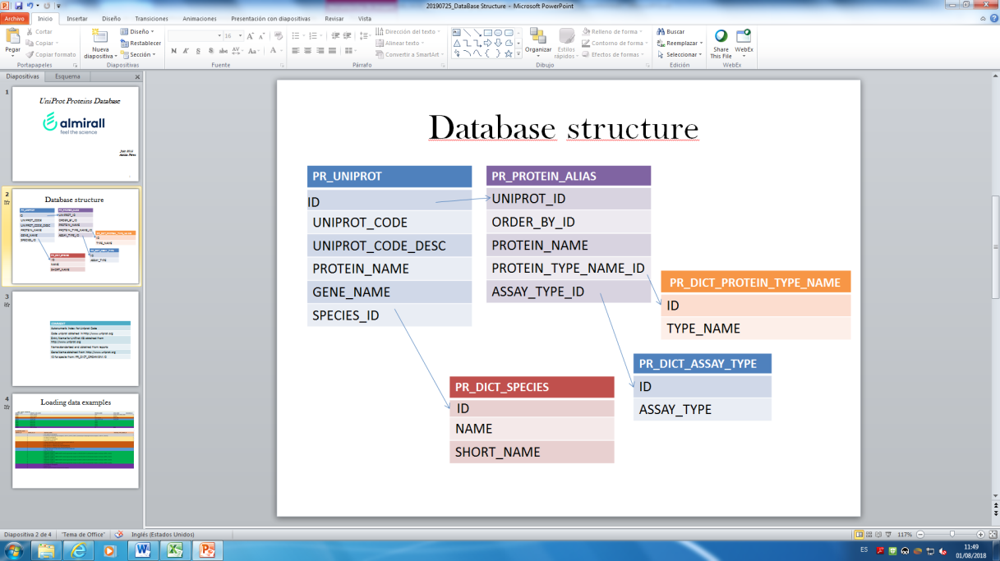 20190725_DataBase Structure - Microsoft PowerPoint
Archivo Inicio Insertar Diseño Transiciones Animaciones Presentación con diapositivas Revisar Vista
Pegar
Cortar
Copiar
Copiar formato
Portapapeles
Nueva
diapositiva
Diseño
Restablecer
Sección
Diapositivas
16
N K S S abc AV Aa A
Fuente
Dirección del texto
Alinear texto
Convertir a SmartArt
Párrafo
Organizar
Estilos
rápidos
Relleno de forma
Contorno de forma
Efectos de formas
Dibujo
Buscar
Reemplazar
Seleccionar
Edición
Share
This File
WebEx
WebEx
Diapositivas Esquema
1
UniProt Proteins Database
almirall
feel the science
2
Database structure
3
4
Loading data examples
Database structure
PR_UNIPROT
ID
UNIPROT_CODE
UNIPROT_CODE_DESC
PROTEIN_NAME
GENE_NAME
SPECIES_ID
PR_PROTEIN_ALIAS
UNIPROT_ID
ORDER_BY_ID
PROTEIN_NAME
PROTEIN_TYPE_NAME_ID
ASSAY_TYPE_ID
PR_DICT_PROTEIN_TYPE_NAME
ID
TYPE_NAME
PR_DICT_ASSAY_TYPE
ID
ASSAY_TYPE
PR_DICT_SPECIES
ID
NAME
SHORT_NAME
Diapositiva 2 de 4 "Tema de Office" Inglés (Estados Unidos) 117%
ES 11:49
01/08/2018